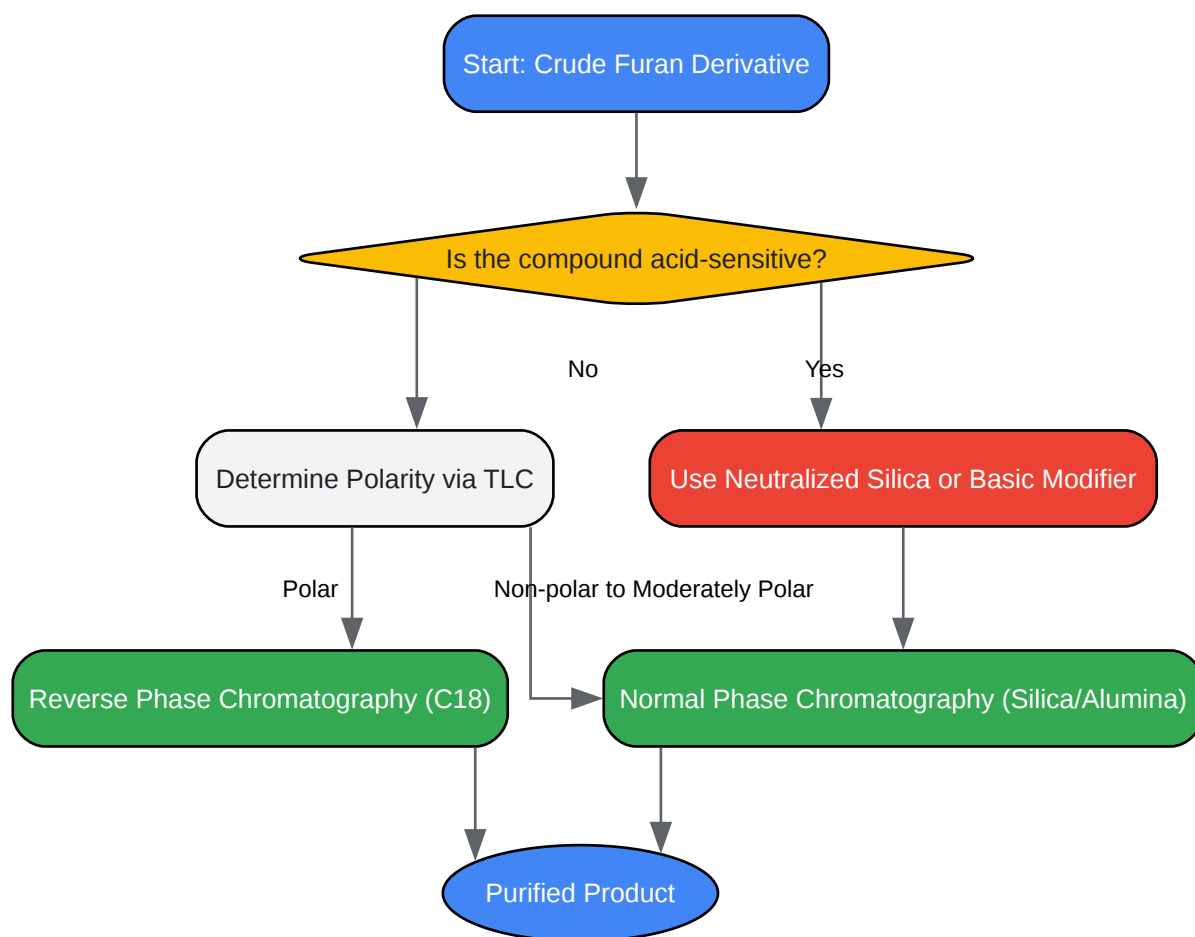 Start: Crude Furan Derivative
Is the compound acid-sensitive?
No
Yes
Determine Polarity via TLC
Use Neutralized Silica or Basic Modifier
Polar
Non-polar to Moderately Polar
Reverse Phase Chromatography (C18)
Normal Phase Chromatography (Silica/Alumina)
Purified Product